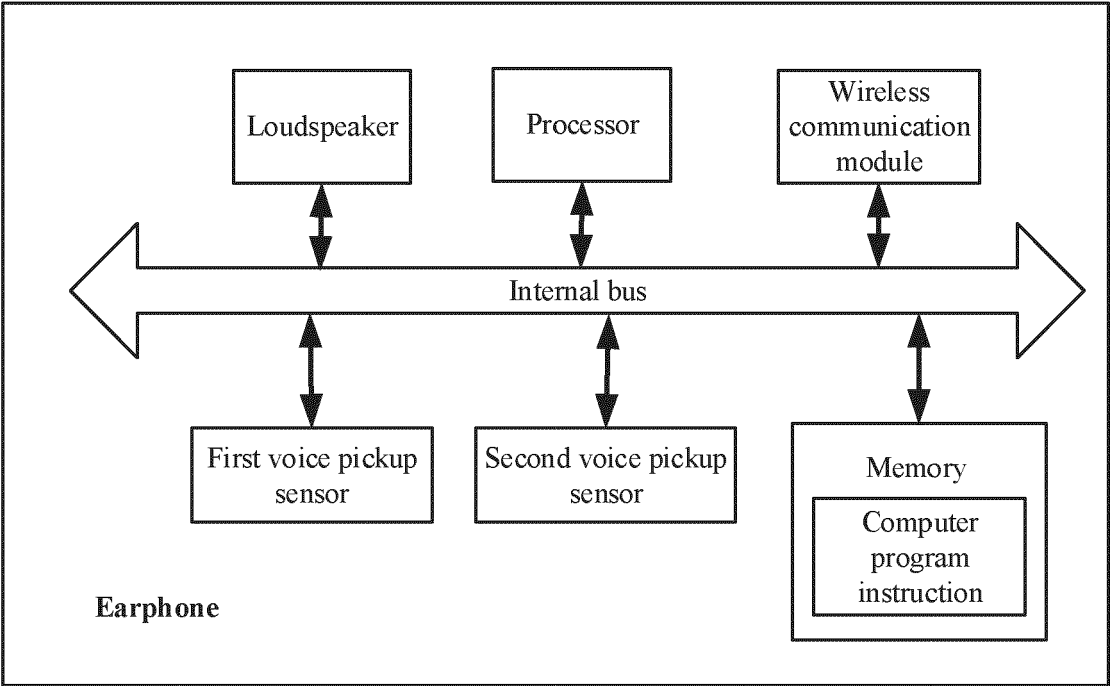 Loudspeaker
Processor
Wireless
communication
module
Internal bus
First voice pickup
sensor
Second voice pickup
sensor
Memory
Computer
program
instruction
Earphone